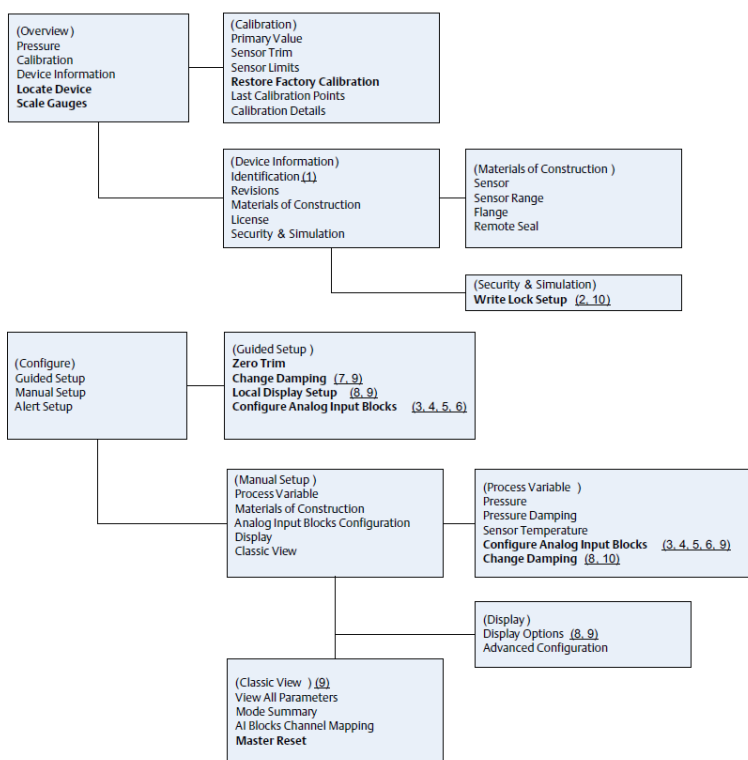 (Overview)
Pressure
Calibration
Device Information
Locate Device
Scale Gauges
(Calibration)
Primary Value
Sensor Trim
Sensor Limits
Restore Factory Calibration
Last Calibration Points
Calibration Details
(Device Information)
Identification (1)
Revisions
Materials of Construction
License
Security & Simulation
(Materials of Construction )
Sensor
Sensor Range
Flange
Remote Seal
(Security & Simulation)
Write Lock Setup (2, 10)
(Configure)
Guided Setup
Manual Setup
Alert Setup
(Guided Setup )
Zero Trim
Change Damping (7, 9)
Local Display Setup (8, 9)
Configure Analog Input Blocks (3, 4, 5, 6)
(Manual Setup )
Process Variable
Materials of Construction
Analog Input Blocks Configuration
Display
Classic View
(Process Variable )
Pressure
Pressure Damping
Sensor Temperature
Configure Analog Input Blocks (3, 4, 5, 6, 9)
Change Damping (8, 10)
(Display )
Display Options (8, 9)
Advanced Configuration
(Classic View ) (9)
View All Parameters
Mode Summary
AI Blocks Channel Mapping
Master Reset